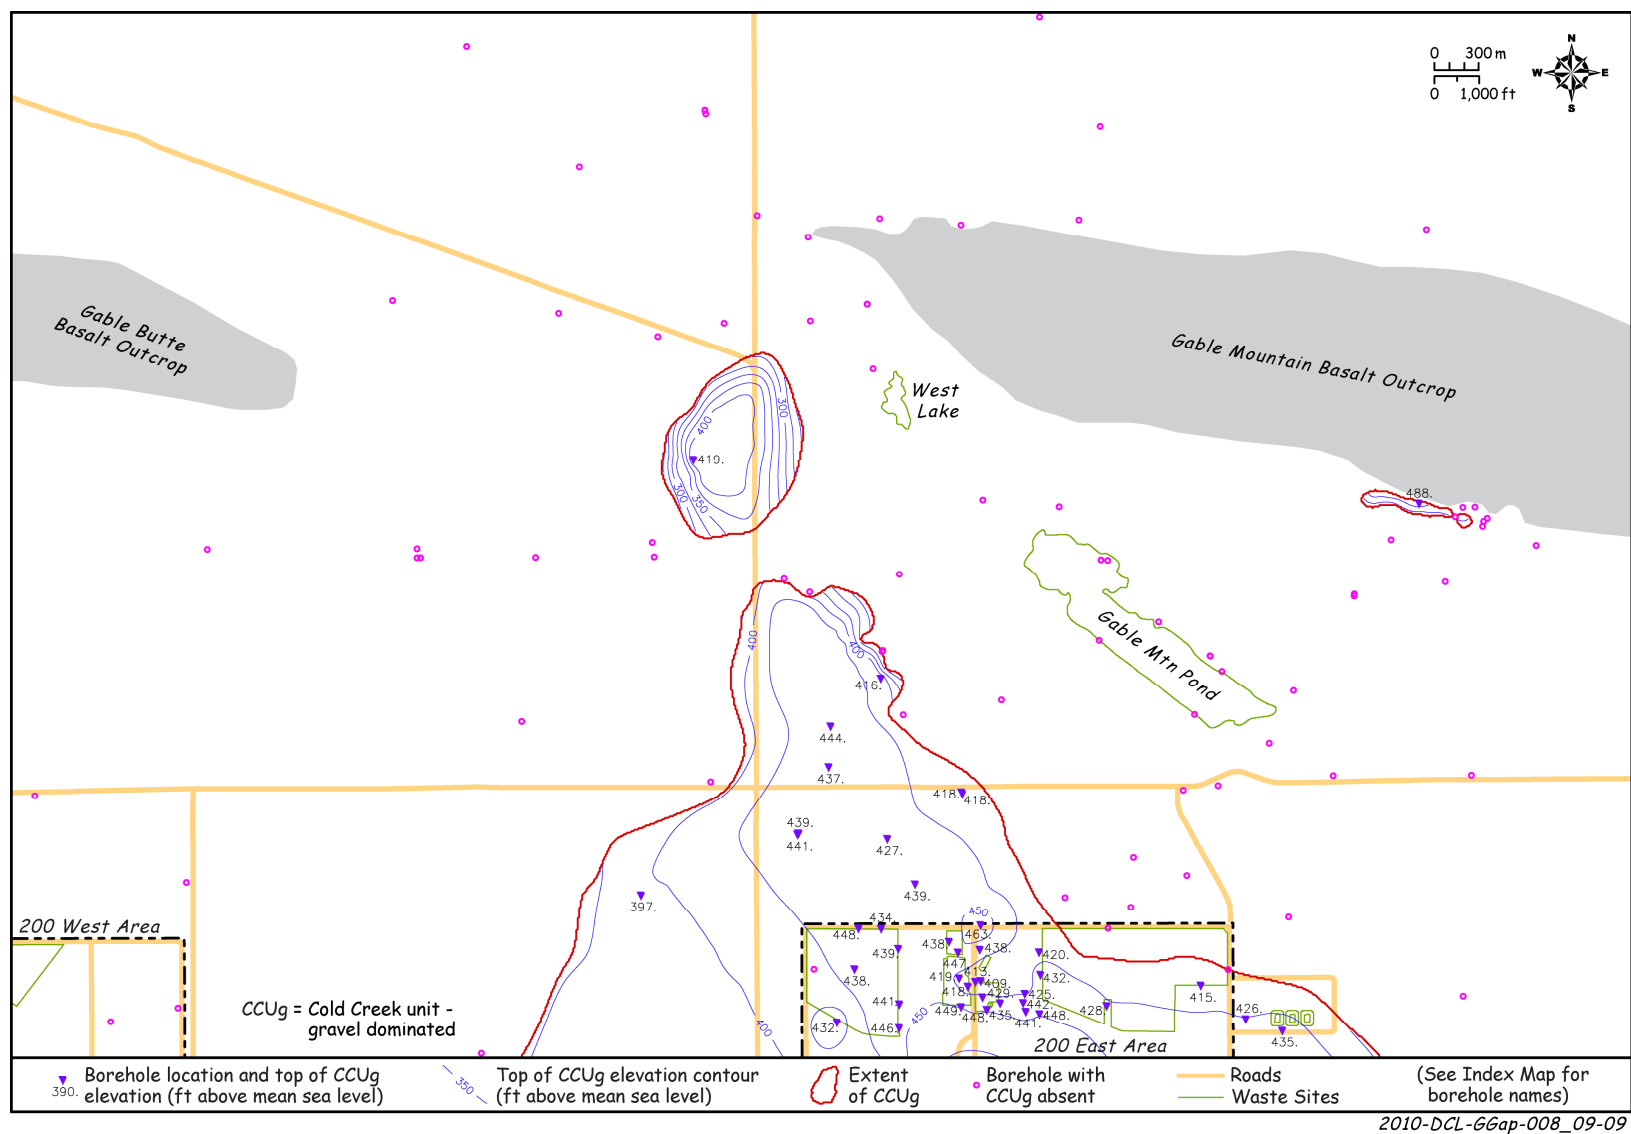 N
W E
S
0 300 m
0 1,000 ft
Gable Butte
Basalt Outcrop
Gable Mountain Basalt Outcrop
West
Lake
300
400
419.
300
350
488.
Gable Mtn Pond
400
400
416.
444.
437.
418. 418.
439.
441.
427.
439.
397.
450
200 West Area
434.
448.
463.
438.
438.
439.
447.
420.
413.
438.
419.
409.
432.
418.
429.
425.
415.
441.
442.
428.
449.
448.
435.
441.
448.
426.
450
400
432.
446.
435.
CCUg = Cold Creek unit -
gravel dominated
200 East Area
390.
Borehole location and top of CCUg
elevation (ft above mean sea level)
350
Top of CCUg elevation contour
(ft above mean sea level)
Extent
of CCUg
Borehole with
CCUg absent
Roads
Waste Sites
(See Index Map for
borehole names)
2010-DCL-GGap-008_09-09